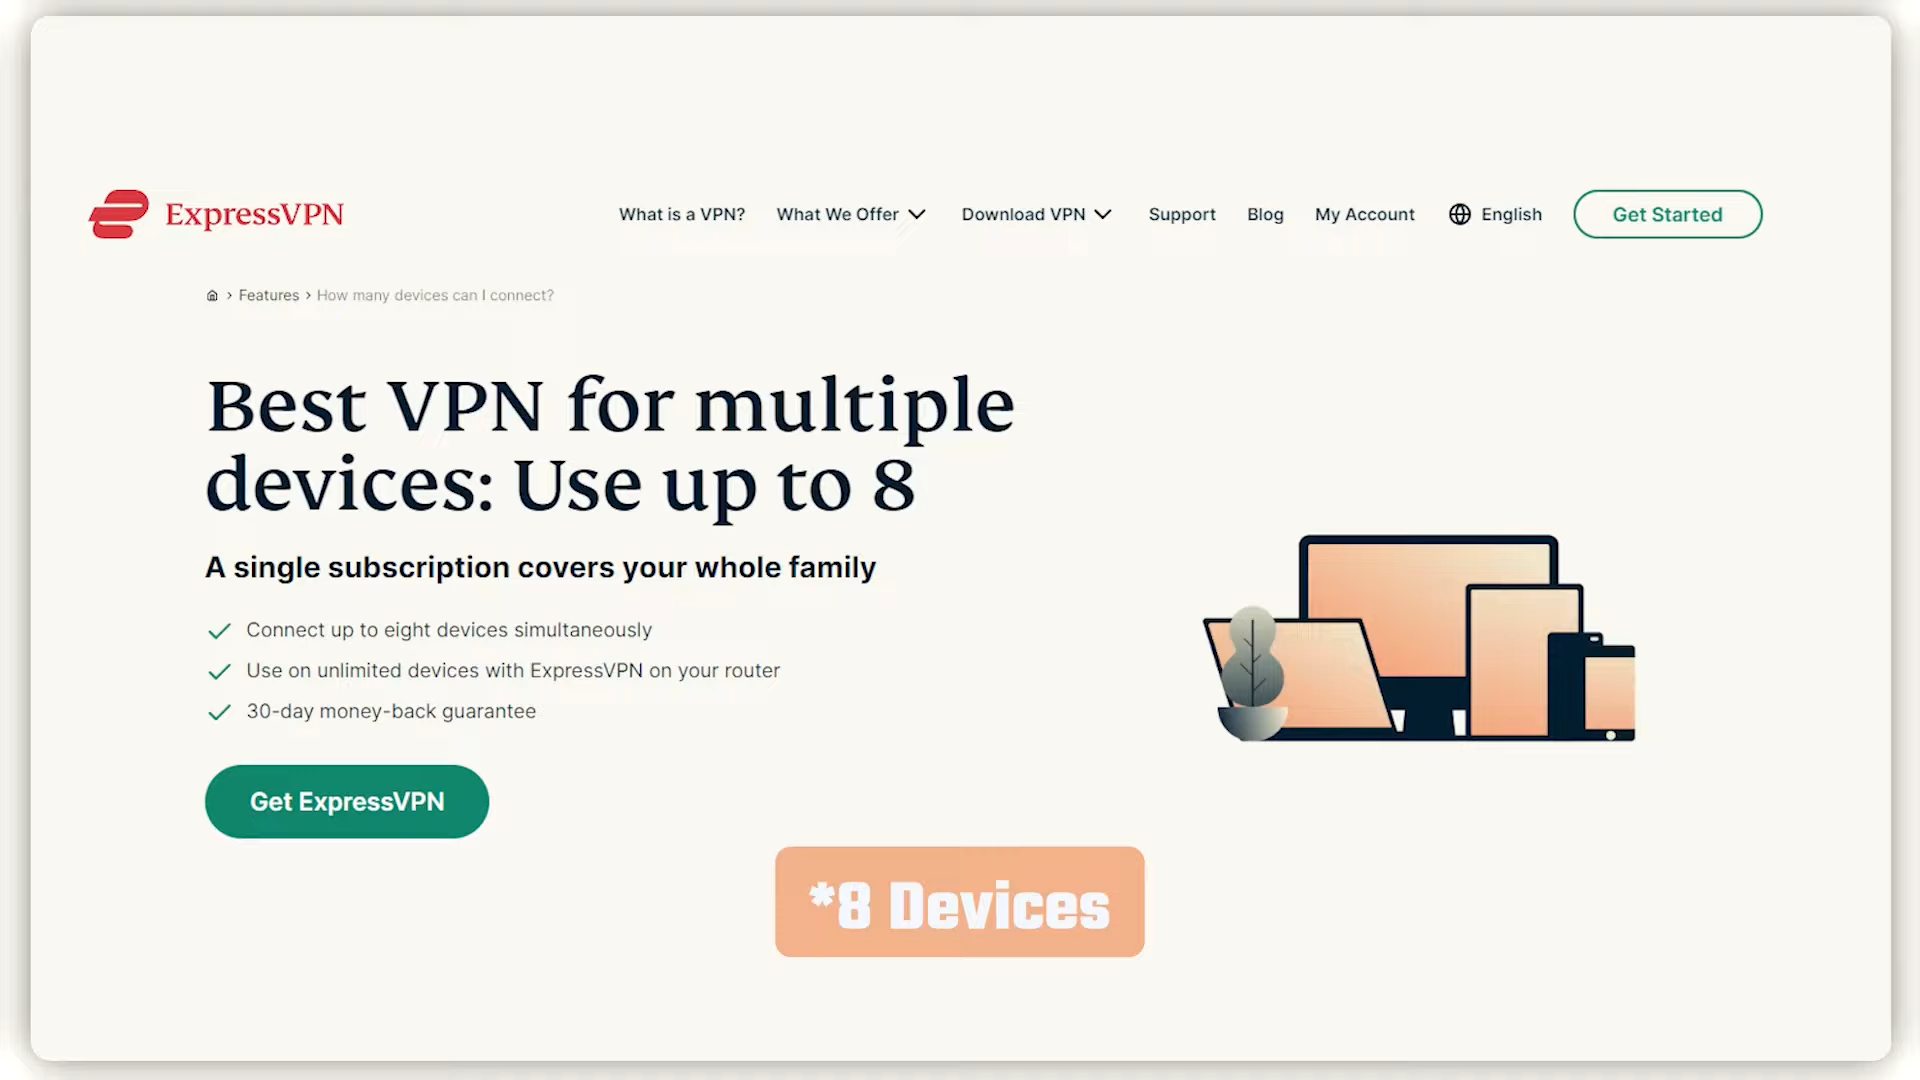 ExpressVPN
What is a VPN? What We Offer Download VPN Support Blog My Account English Get Started
Features › How many devices can I connect?
Best VPN for multiple
devices: Use up to 8
A single subscription covers your whole family
Connect up to eight devices simultaneously
Use on unlimited devices with ExpressVPN on your router
30-day money-back guarantee
Get ExpressVPN
*8 Devices